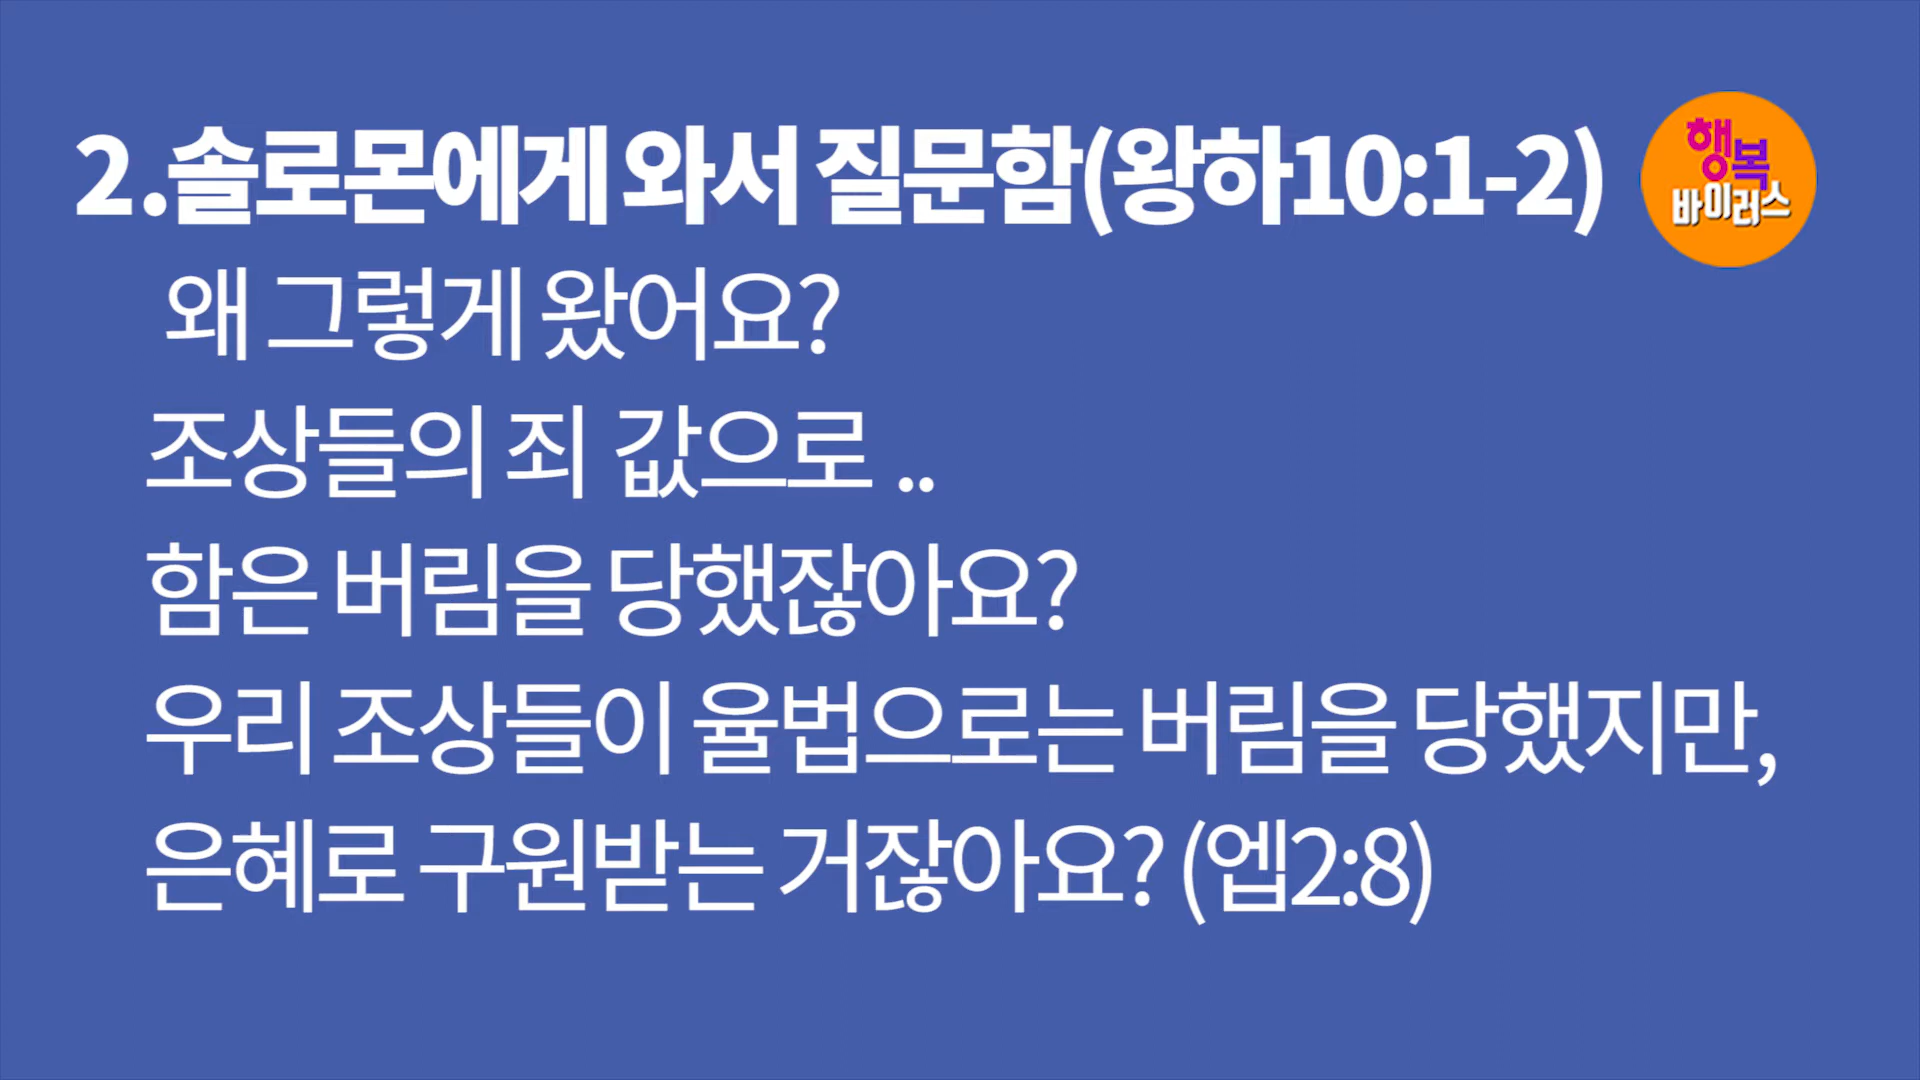 2.솔로몬에게 와서 질문함(왕하10:1-2)
행복
바이러스
왜 그렇게 왔어요?
조상들의 죄 값으로 ..
함은 버림을 당했잖아요?
우리 조상들이 율법으로는 버림을 당했지만,
은혜로 구원받는 거잖아요? (엡2:8)